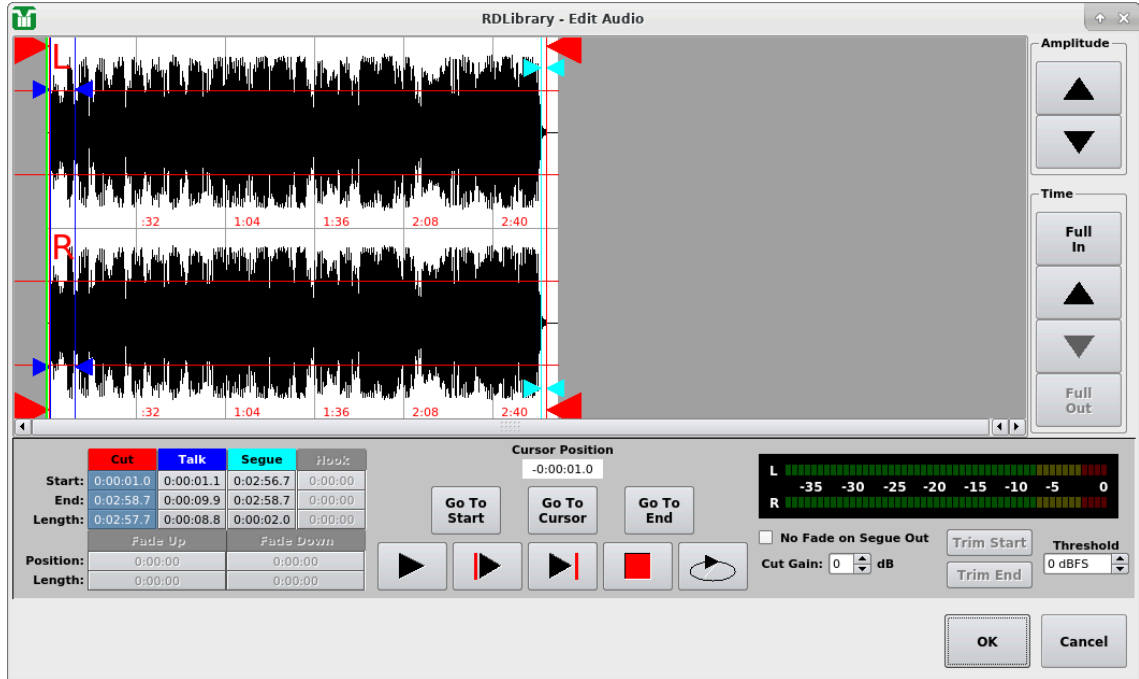 RDLibrary - Edit Audio
L
:32 1:04 1:36 2:08 2:40
R
:32 1:04 1:36 2:08 2:40
Amplitude
Time
Full
In
Full
Out
Cut Talk Segue Hook
Start: 0:00:01.0 0:00:01.1 0:02:56.7 0:00:00
End: 0:02:58.7 0:00:09.9 0:02:58.7 0:00:00
Length: 0:02:57.7 0:00:08.8 0:00:02.0 0:00:00
Fade Up Fade Down
Position: 0:00:00 0:00:00
Length: 0:00:00 0:00:00
Cursor Position
-0:00:01.0
Go To
Start
Go To
Cursor
Go To
End
L
-35 -30 -25 -20 -15 -10 -5 0
R
No Fade on Segue Out
Cut Gain: 0 dB
Trim Start
Trim End
Threshold
0 dBFS
OK Cancel